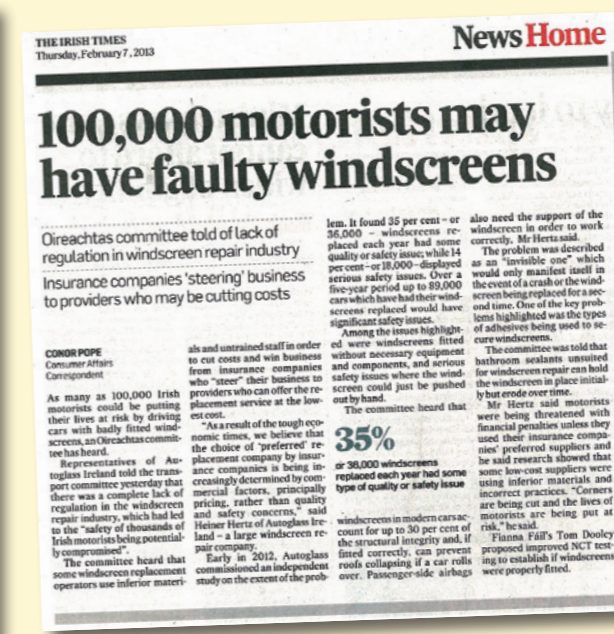 THE IRISH TIMES
Thursday, February 7, 2013
News Home
100,000 motorists may
have faulty windscreens
Oireachtas committee told of lack of
regulation in windscreen repair industry
Insurance companies 'steering' business
to providers who may be cutting costs
CONOR POPE
Consumer Affairs
Correspondent
As many as 100,000 Irish
motorists could be putting
their lives at risk by driving
cars with badly fitted wind-
screens, an Oireachtas commit-
tee has heard.
Representatives of Au-
toglass Ireland told the trans-
port committee yesterday that
there was a complete lack of
regulation in the windscreen
repair industry, which had led
to the "safety of thousands of
Irish motorists being potential-
ly compromised".
The committee heard that
some windscreen replacement
operators use inferior materi-
als and untrained staff in order
to cut costs and win business
from insurance companies
who "steer" their business to
providers who can offer the re-
placement service at the low-
est cost.
"As a result of the tough eco-
nomic times, we believe that
the choice of 'preferred' re-
placement company by insur-
ance companies is being in-
creasingly determined by com-
mercial factors, principally
pricing, rather than quality
and safety concerns," said
Heiner Hertz of Autoglass Ire-
land – a large windscreen re-
pair company.
Early in 2012, Autoglass
commissioned an independent
study on the extent of the prob-
lem. It found 35 per cent – or
36,000 – windscreens re-
placed each year had some
quality or safety issue; while 14
per cent – or 18,000 – displayed
serious safety issues. Over a
five-year period up to 89,000
cars which have had their wind-
screens replaced would have
significant safety issues.
Among the issues highlight-
ed were windscreens fitted
without necessary equipment
and components, and serious
safety issues where the wind-
screen could just be pushed
out by hand.
The committee heard that
35%
or 36,000 windscreens
replaced each year had some
type of quality or safety issue
windscreens in modern cars ac-
count for up to 30 per cent of
the structural integrity and, if
fitted correctly, can prevent
roofs collapsing if a car rolls
over. Passenger-side airbags
also need the support of the
windscreen in order to work
correctly, Mr Hertz said.
The problem was described
as an "invisible one" which
would only manifest itself in
the event of a crash or the wind-
screen being replaced for a sec-
ond time. One of the key prob-
lems highlighted was the types
of adhesives being used to se-
cure windscreens.
The committee was told that
bathroom sealants unsuited
for windscreen repair can hold
the windscreen in place initial-
ly but erode over time.
Mr Hertz said motorists
were being threatened with
financial penalties unless they
used their insurance compa-
nies' preferred suppliers and
he said research showed that
some low-cost suppliers were
using inferior materials and
incorrect practices. "Corners
are being cut and the lives of
motorists are being put at
risk," he said.
Fianna Fáil's Tom Dooley
proposed improved NCT test-
ing to establish if windscreens
were properly fitted.